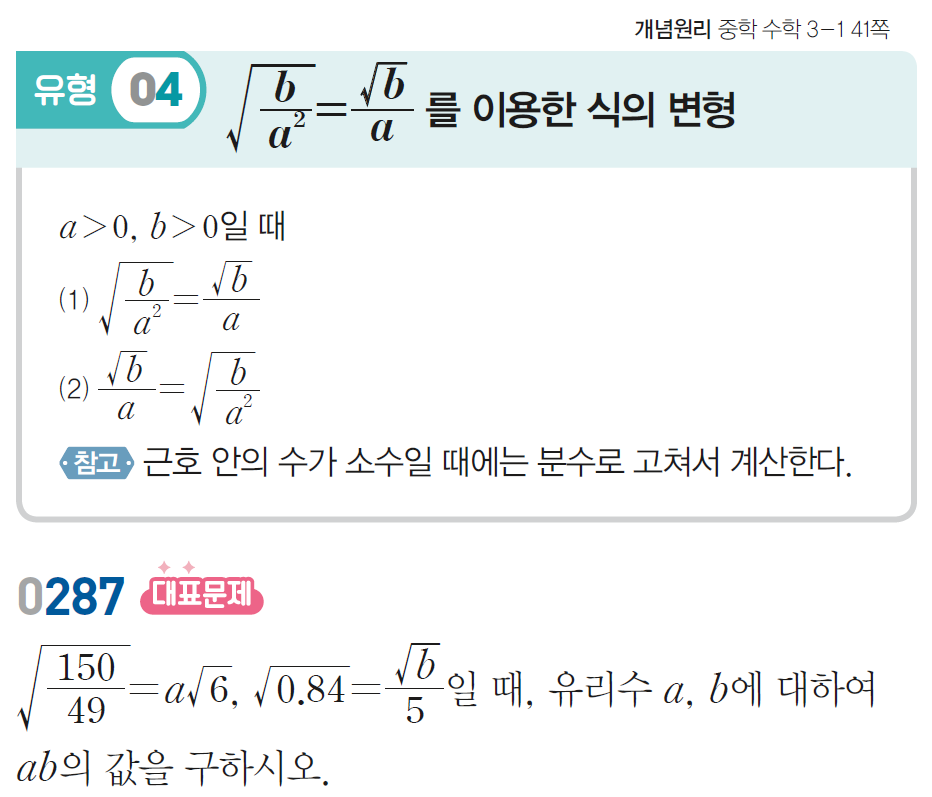 개념원리 중학 수학 3-1 41쪽
유형 04 √(b/a²)=√b/a 를 이용한 식의 변형
a>0, b>0일 때
(1) √(b/a²)=√b/a
(2) √b/a=√(b/a²)
참고 근호 안의 수가 소수일 때에는 분수로 고쳐서 계산한다.
0287 대표문제
√(150/49)=a√6, √0.84=√b/5일 때, 유리수 a, b에 대하여
ab의 값을 구하시오.